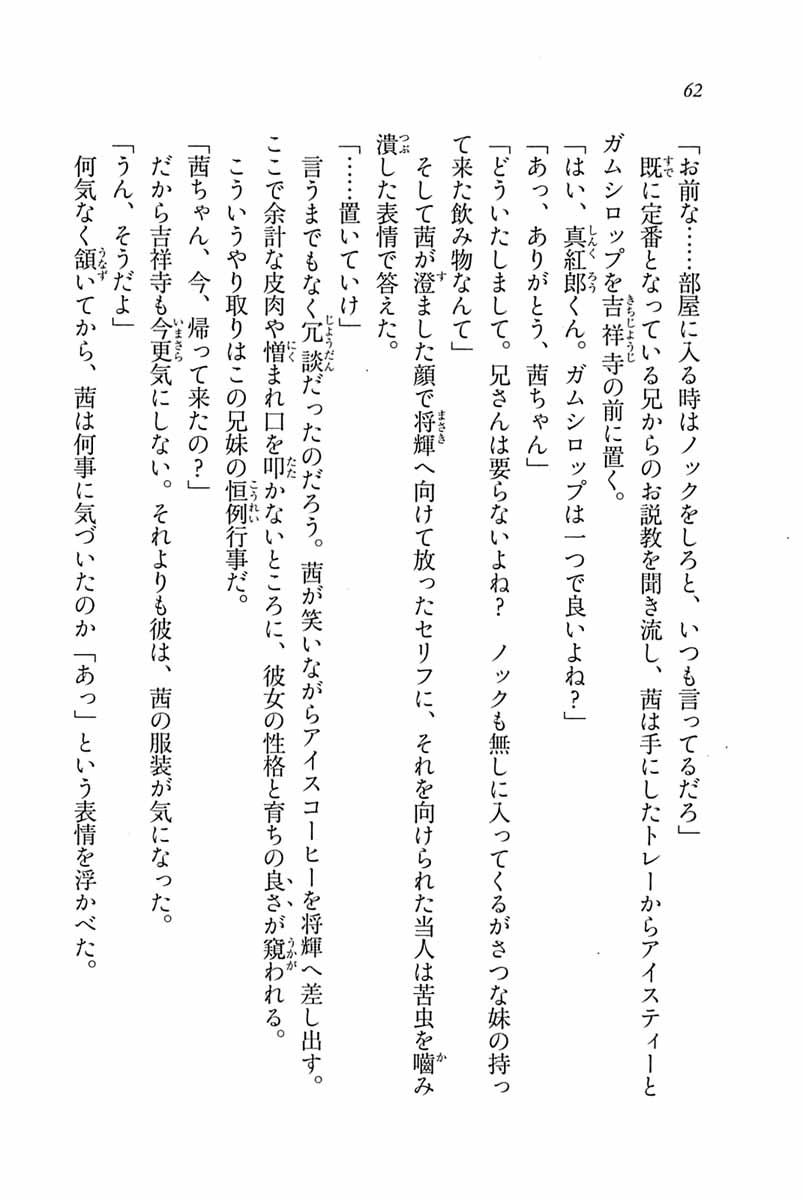 62
「お前な……部屋に入る時はノックをしろと、いつも言ってるだろ」
既に定番となっている兄からのお説教を聞き流し、茜は手にしたトレーからアイスティーと
ガムシロップを吉祥寺の前に置く。
「はい、真紅郎くん。ガムシロップは一つで良いよね?」
「あっ、ありがとう、茜ちゃん」
「どういたしまして。兄さんは要らないよね? ノックも無しに入ってくるがさつな妹の持っ
て来た飲み物なんて」
そして茜が澄ました顔で将輝へ向けて放ったセリフに、それを向けられた当人は苦虫を嚙み
潰した表情で答えた。
「……置いていけ」
言うまでもなく冗談だったのだろう。茜が笑いながらアイスコーヒーを将輝へ差し出す。
ここで余計な皮肉や憎まれ口を叩かないところに、彼女の性格と育ちの良さが窺われる。
こういうやり取りはこの兄妹の恒例行事だ。
「茜ちゃん、今、帰って来たの?」
だから吉祥寺も今更気にしない。それよりも彼は、茜の服装が気になった。
「うん、そうだよ」
何気なく頷いてから、茜は何事に気づいたのか「あっ」という表情を浮かべた。